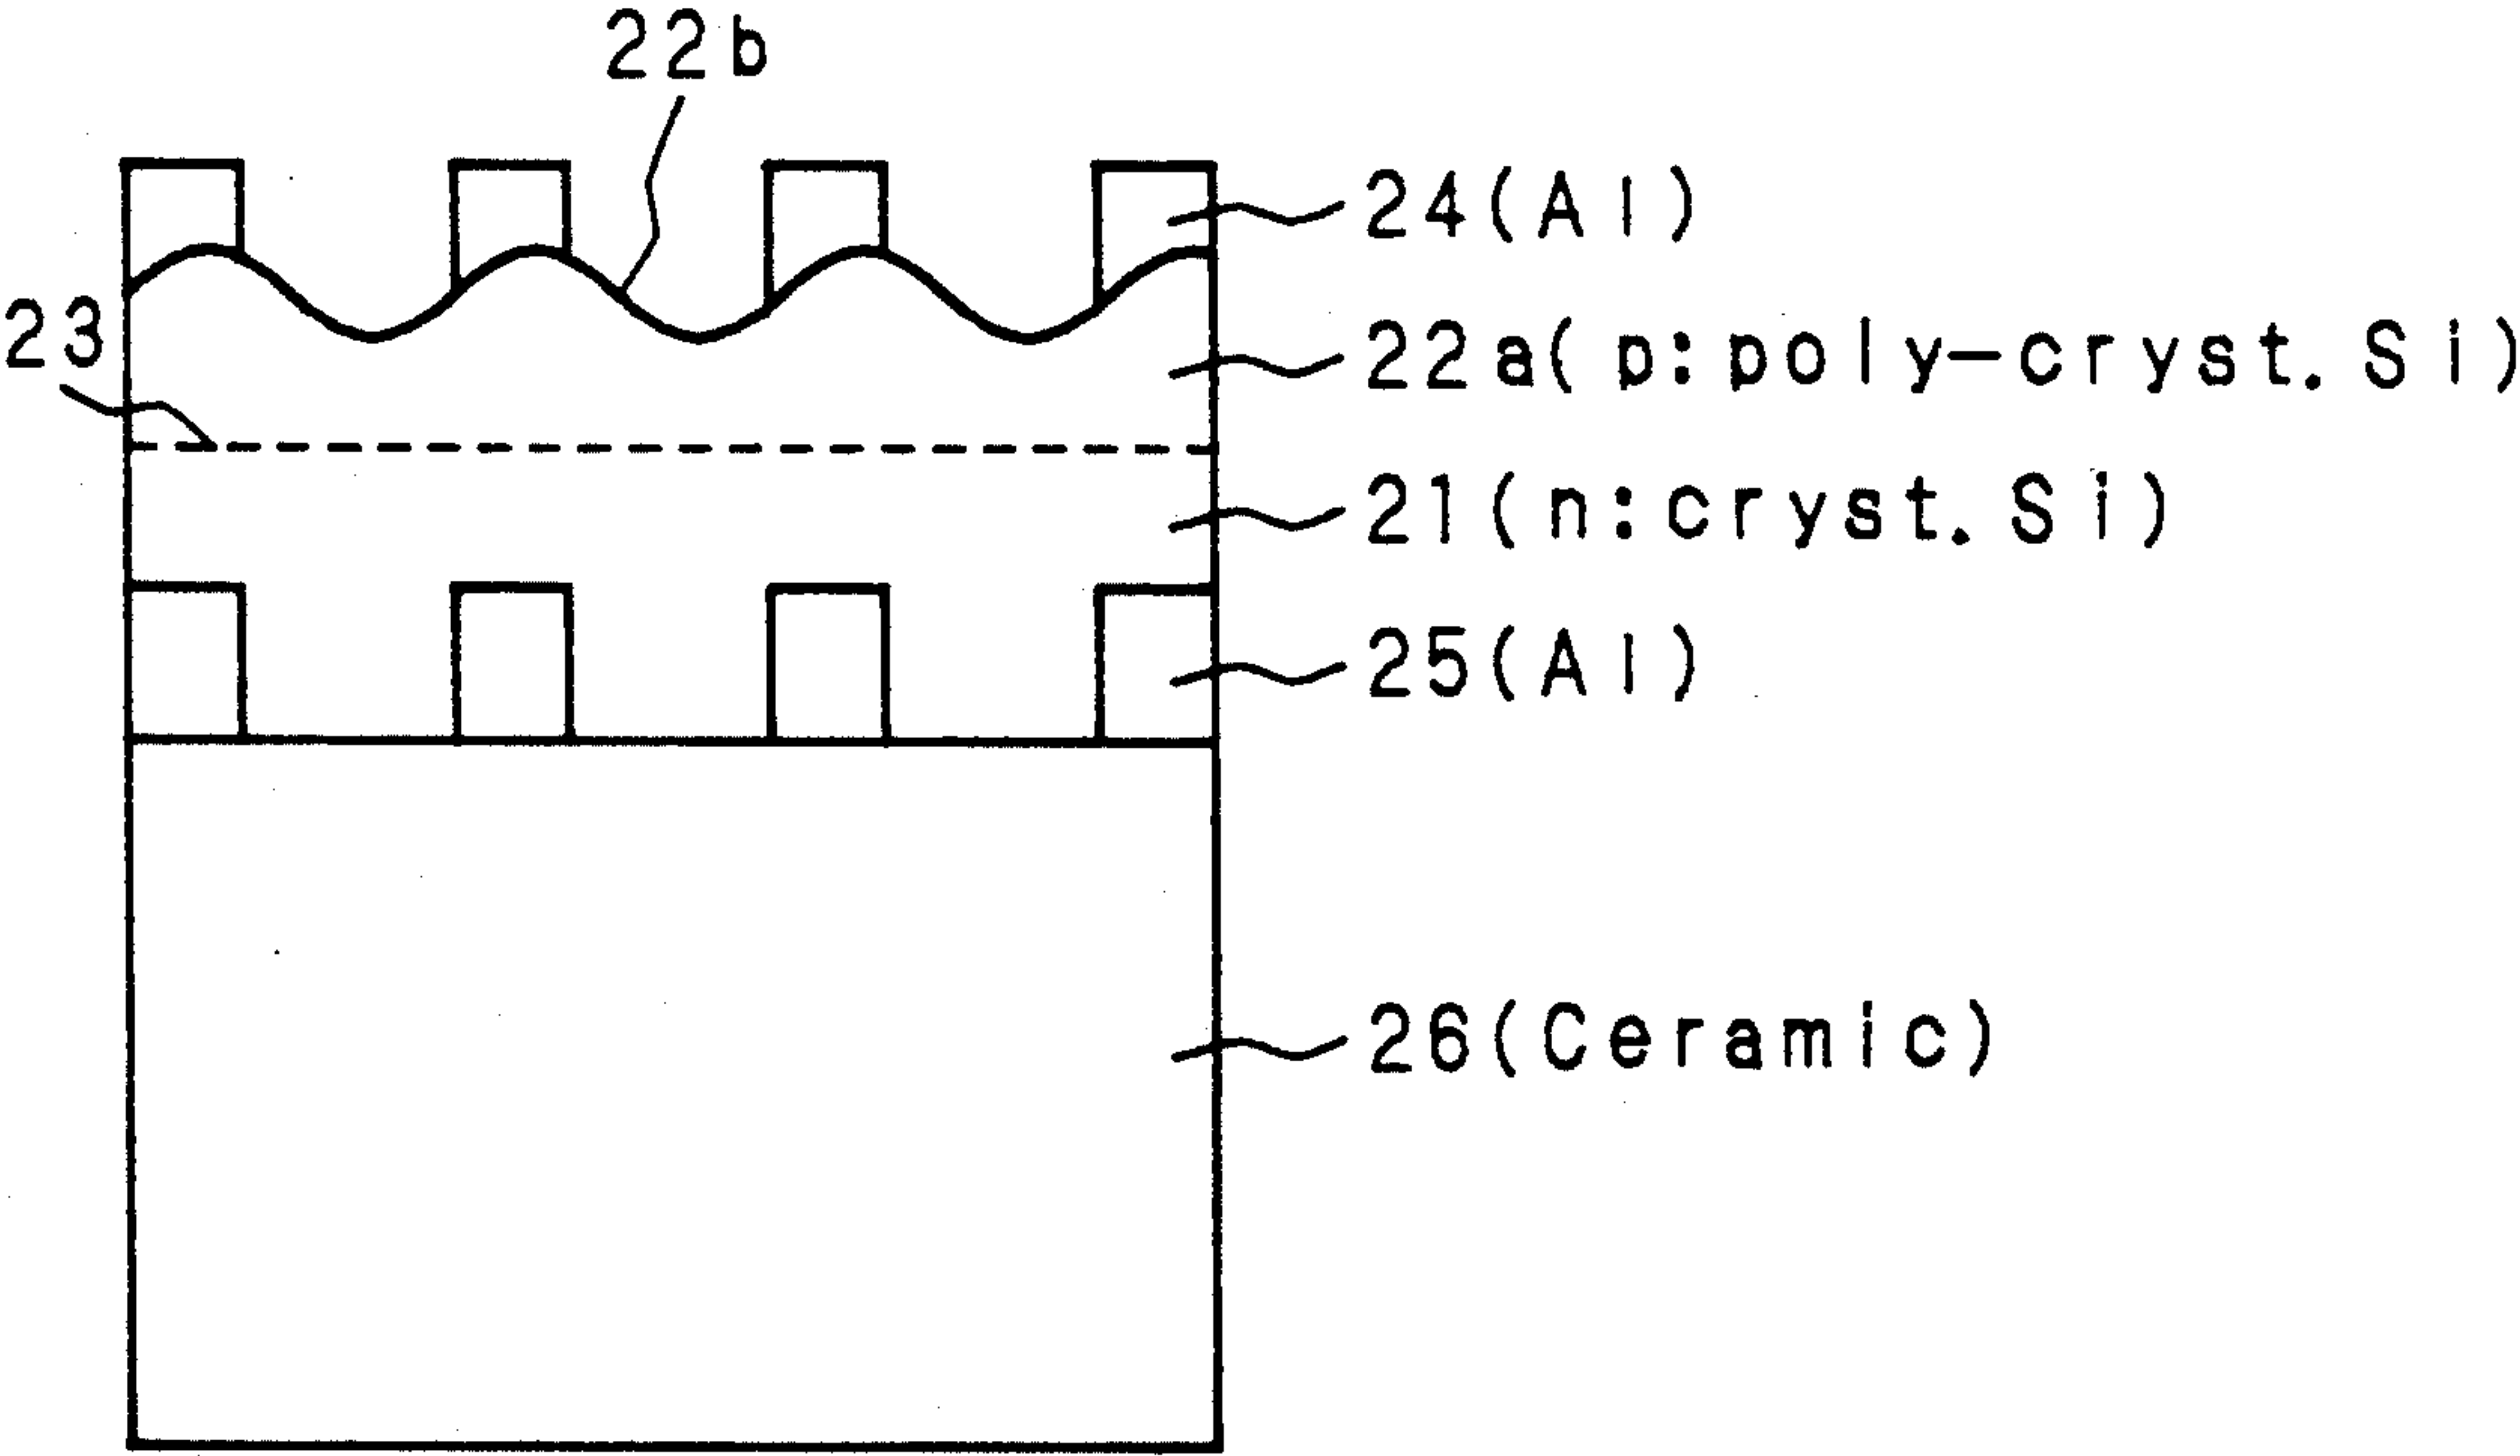 22b
24(Al)
23
22a(p:poly-cryst.Si)
21(n:cryst.Si)
25(Al)
26(Ceramic)